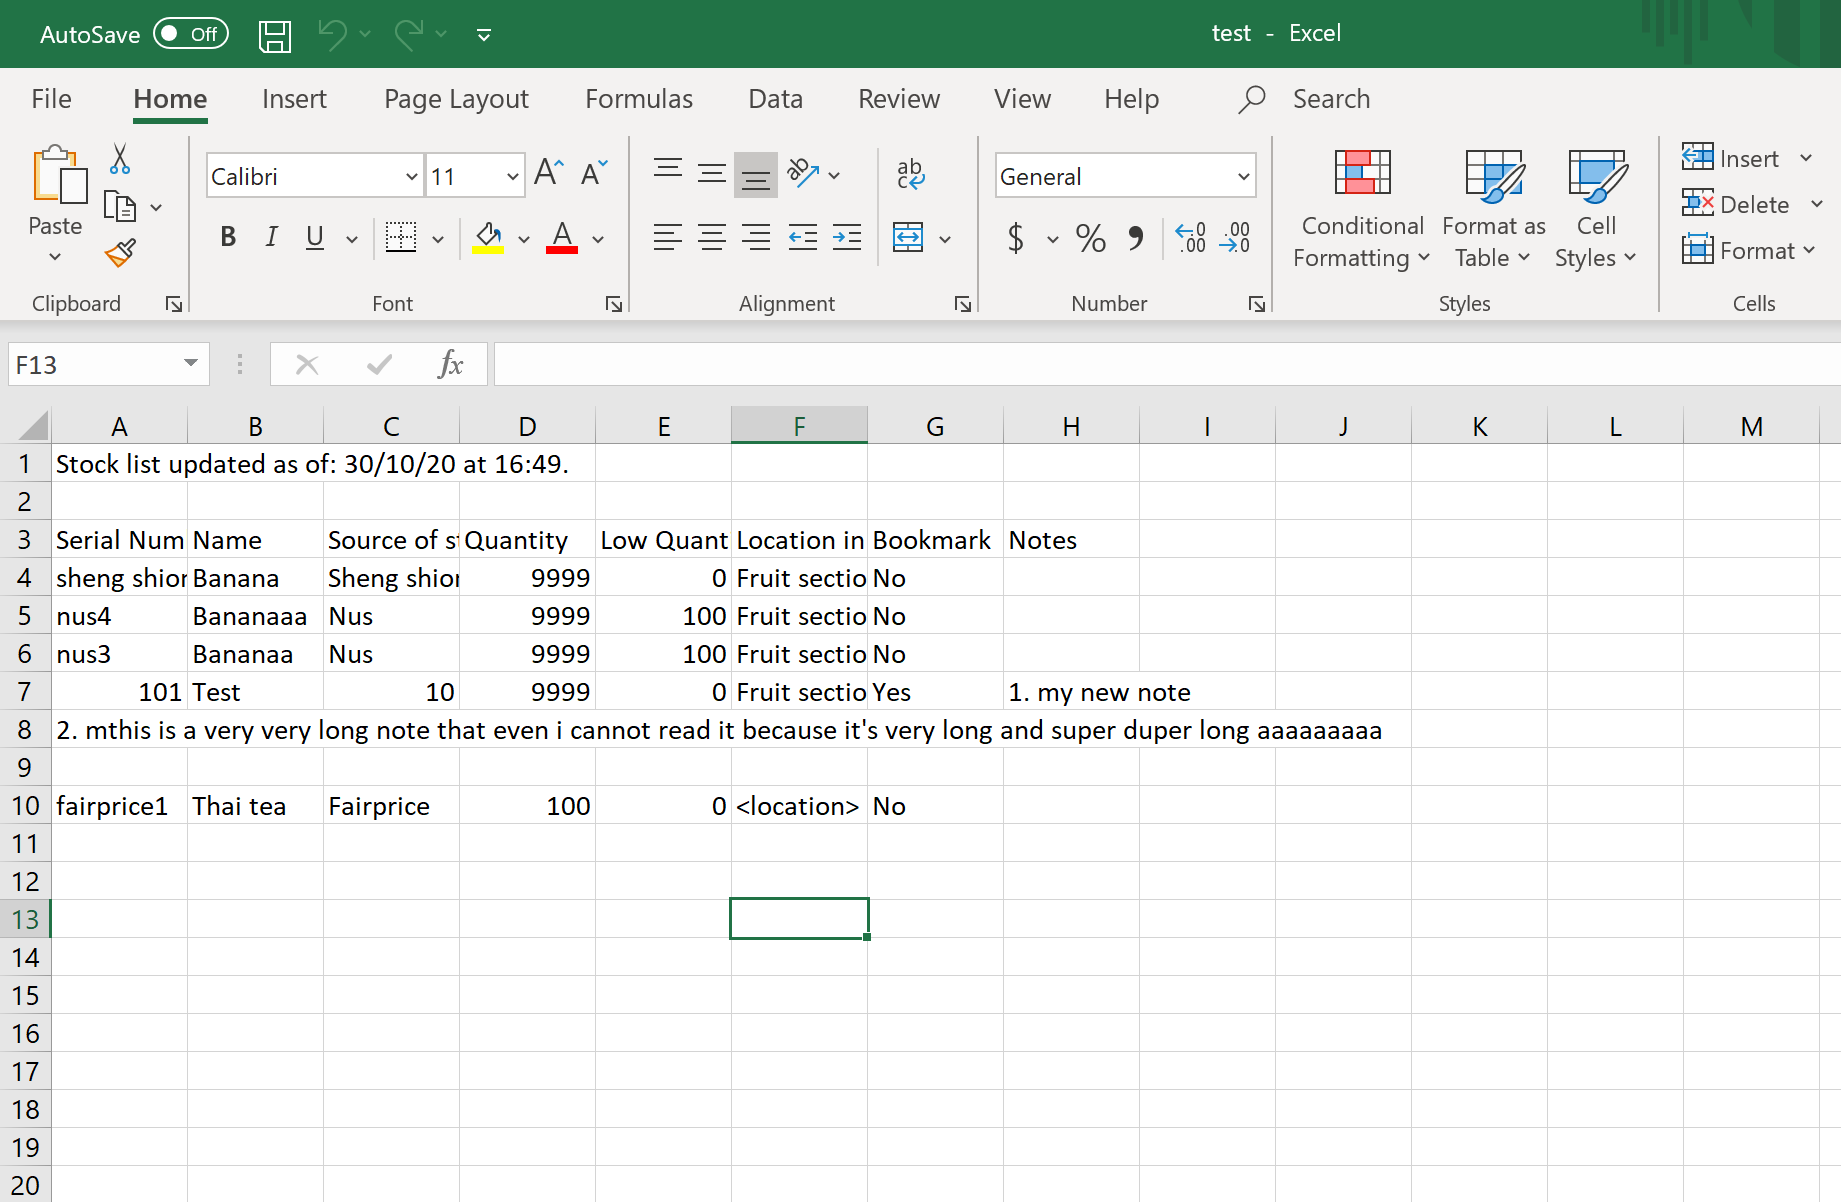 AutoSave Off test - Excel
File Home Insert Page Layout Formulas Data Review View Help Search
Paste
Clipboard
Calibri 11
B I U A
Font
ab
Alignment
General
$ % , .00
Number
Conditional Formatting
Format as Table
Cell Styles
Styles
Insert
Delete
Format
Cells
F13 fx
A B C D E F G H I J K L M
1 Stock list updated as of: 30/10/20 at 16:49.
2
3 Serial Num Name Source of st Quantity Low Quant Location in Bookmark Notes
4 sheng shior Banana Sheng shior 9999 0 Fruit sectio No
5 nus4 Bananaaa Nus 9999 100 Fruit sectio No
6 nus3 Bananaa Nus 9999 100 Fruit sectio No
7 101 Test 10 9999 0 Fruit sectio Yes 1. my new note
8 2. mthis is a very very long note that even i cannot read it because it's very long and super duper long aaaaaaaaa
9
10 fairprice1 Thai tea Fairprice 100 0 <location> No
11
12
13
14
15
16
17
18
19
20